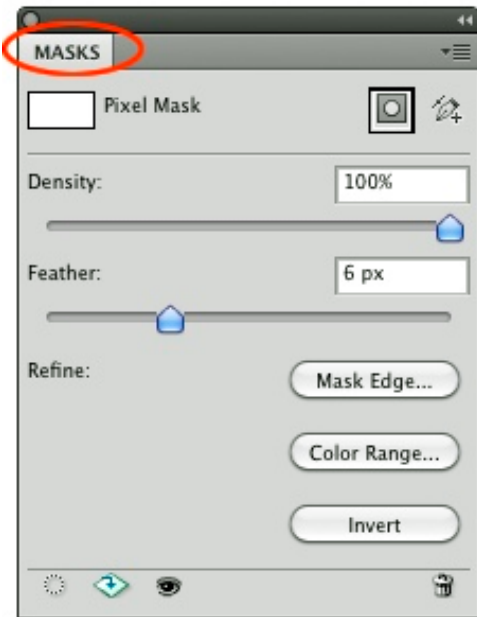 MASKS
Pixel Mask
Density: 100%
Feather: 6 px
Refine: Mask Edge...
Color Range...
Invert